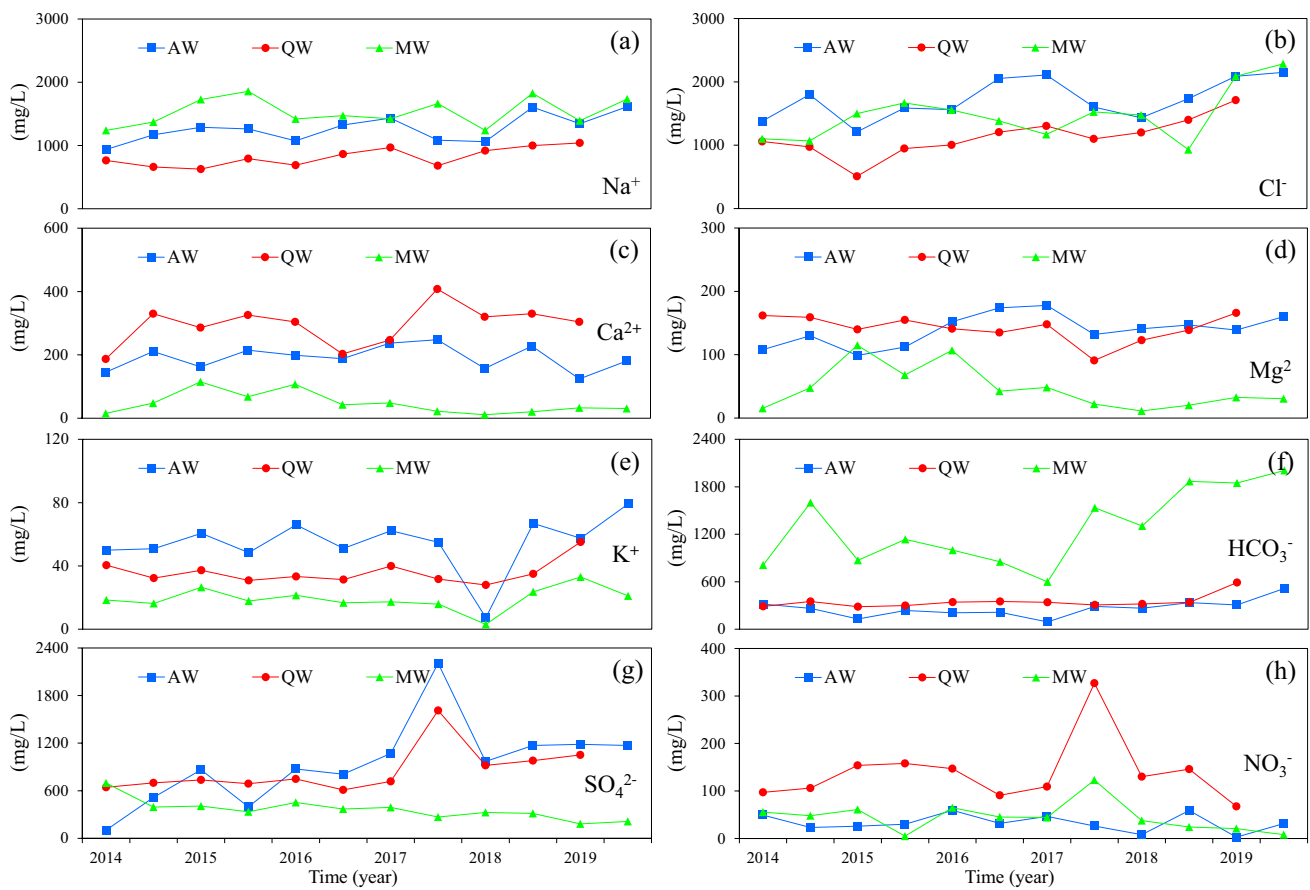 3000
2000
1000
0
(mg/L)
AW QW MW
(a)
Na⁺
3000
2000
1000
0
(mg/L)
AW QW MW
(b)
Cl⁻
600
400
200
0
(mg/L)
AW QW MW
(c)
Ca²⁺
300
200
100
0
(mg/L)
AW QW MW
(d)
Mg²
120
80
40
0
(mg/L)
AW QW MW
(e)
K⁺
2400
1800
1200
600
0
(mg/L)
AW QW MW
(f)
HCO₃⁻
2400
1800
1200
600
0
(mg/L)
AW QW MW
(g)
SO₄²⁻
2014 2015 2016 2017 2018 2019
Time (year)
400
300
200
100
0
(mg/L)
AW QW MW
(h)
NO₃⁻
2014 2015 2016 2017 2018 2019
Time (year)